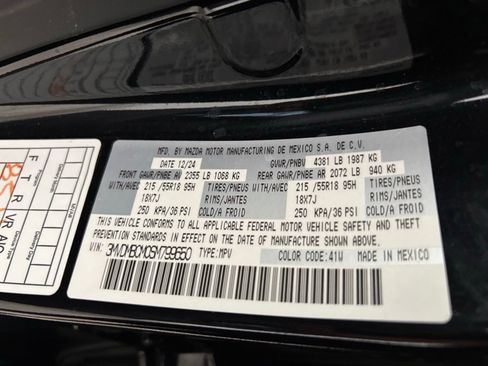 MFD. BY MAZDA MOTOR MANUFACTURING DE MEXICO S.A. DE C.V.
DATE 12/24 GVWR/PNBV 4381 LB 1987 KG
FRONT GAWR/PNBE AV 2355 LB 1068 KG REAR GAWR/PNBE AR 2072 LB 940 KG
WITH/AVEC 215/55R18 95H TIRES/PNEUS WITH/AVEC 215/55R18 95H TIRES/PNEUS
18X7J RIMS/JANTES 18X7J RIMS/JANTES
250 KPA/36 PSI COLD/A FROID 250 KPA/36 PSI COLD/A FROID
THIS VEHICLE CONFORMS TO ALL APPLICABLE FEDERAL MOTOR VEHICLE SAFETY AND THEFT
PREVENTION STANDARDS IN EFFECT ON THE DATE OF MANUFACTURE SHOWN ABOVE.
VIN: 3MVDMBCM0SM799650 TYPE: MPV COLOR CODE: 41W MADE IN MEXICO
F
T
R
VR